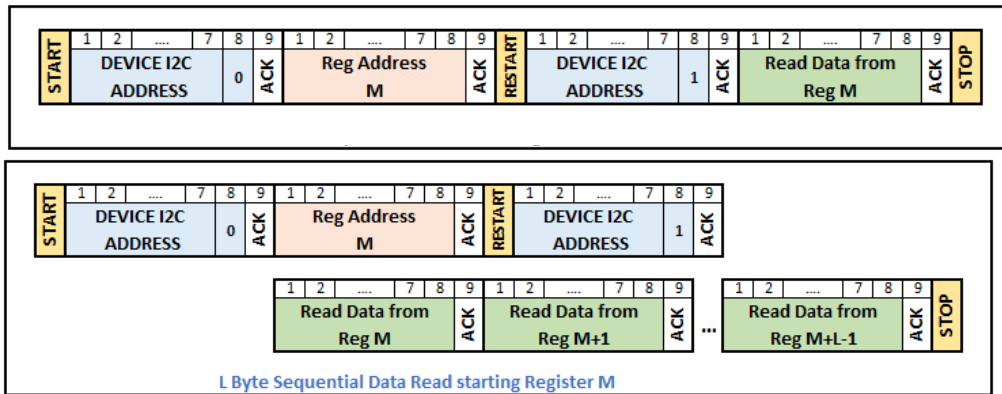 START 1 2 .... 7 8 9 1 2 .... 7 8 9 RESTART 1 2 .... 7 8 9 1 2 .... 7 8 9 STOP
DEVICE I2C ADDRESS 0 ACK Reg Address M ACK DEVICE I2C ADDRESS 1 ACK Read Data from Reg M ACK
START 1 2 .... 7 8 9 1 2 .... 7 8 9 RESTART 1 2 .... 7 8 9
DEVICE I2C ADDRESS 0 ACK Reg Address M ACK DEVICE I2C ADDRESS 1 ACK
1 2 .... 7 8 9 1 2 .... 7 8 9 1 2 .... 7 8 9 STOP
Read Data from Reg M ACK Read Data from Reg M+1 ACK ... Read Data from Reg M+L-1 ACK
L Byte Sequential Data Read starting Register M